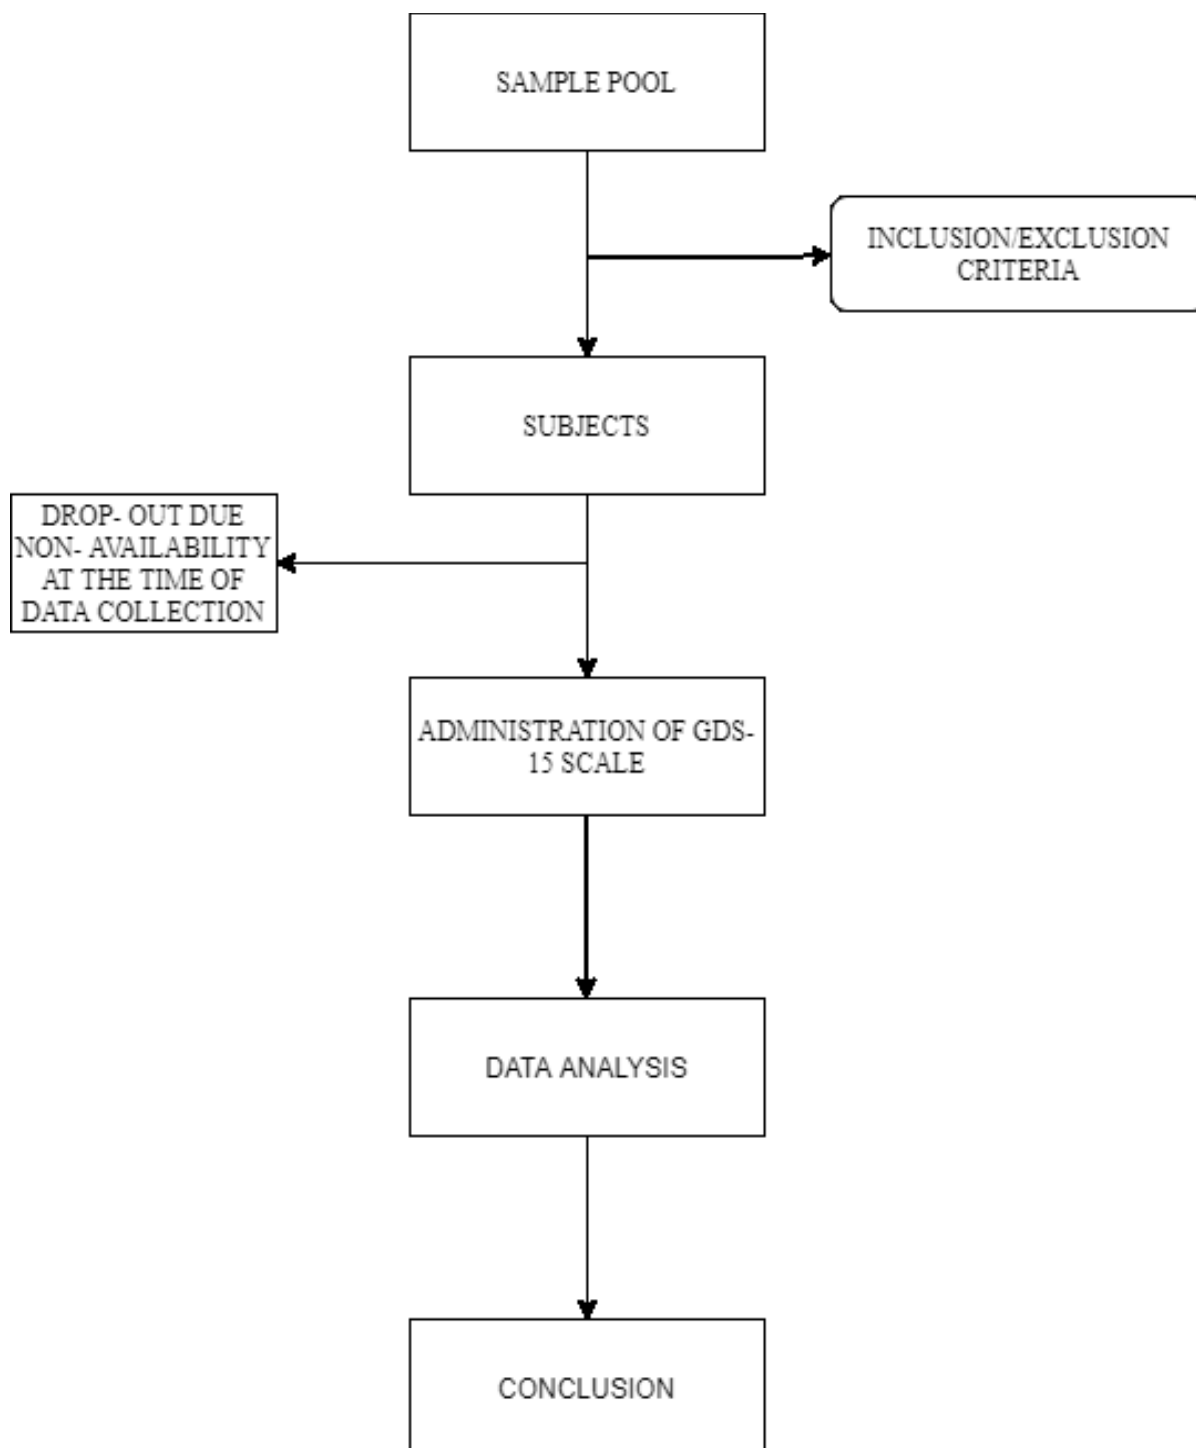 SAMPLE POOL
INCLUSION/EXCLUSION
CRITERIA
SUBJECTS
DROP- OUT DUE
NON- AVAILABILITY
AT THE TIME OF
DATA COLLECTION
ADMINISTRATION OF GDS-
15 SCALE
DATA ANALYSIS
CONCLUSION